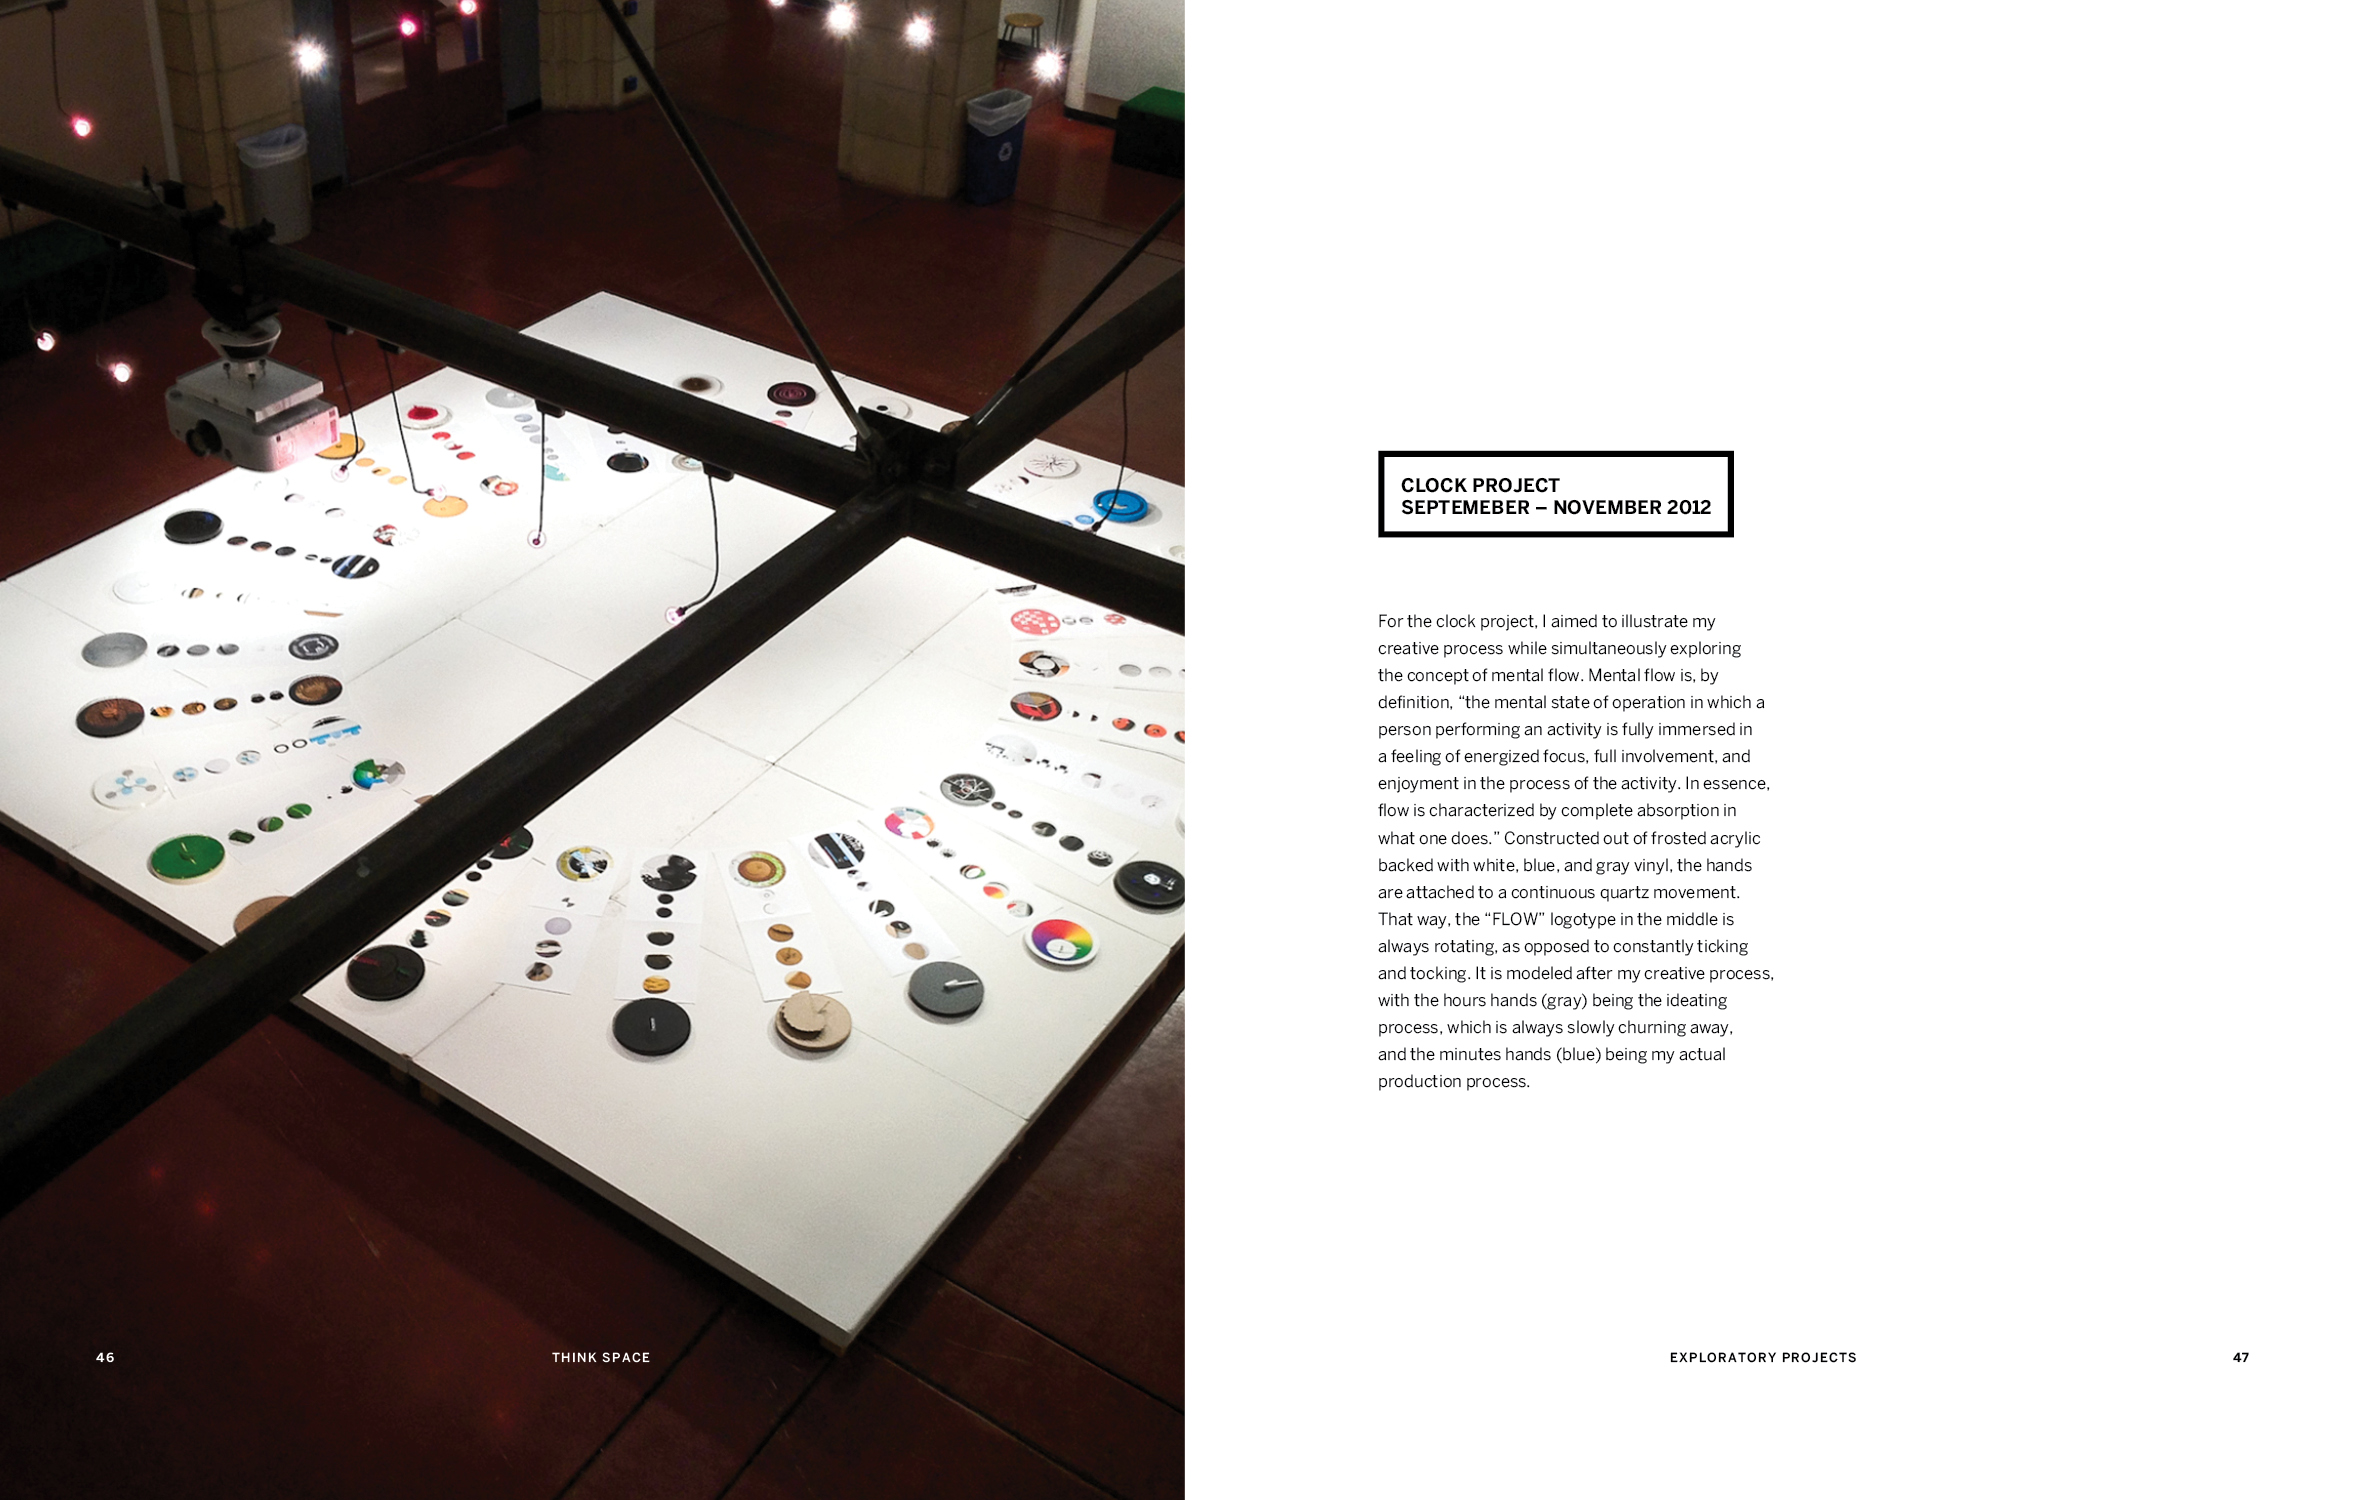 46
THINK SPACE
CLOCK PROJECT
SEPTEMEBER – NOVEMBER 2012
For the clock project, I aimed to illustrate my
creative process while simultaneously exploring
the concept of mental flow. Mental flow is, by
definition, “the mental state of operation in which a
person performing an activity is fully immersed in
a feeling of energized focus, full involvement, and
enjoyment in the process of the activity. In essence,
flow is characterized by complete absorption in
what one does.” Constructed out of frosted acrylic
backed with white, blue, and gray vinyl, the hands
are attached to a continuous quartz movement.
That way, the “FLOW” logotype in the middle is
always rotating, as opposed to constantly ticking
and tocking. It is modeled after my creative process,
with the hours hands (gray) being the ideating
process, which is always slowly churning away,
and the minutes hands (blue) being my actual
production process.
EXPLORATORY PROJECTS
47